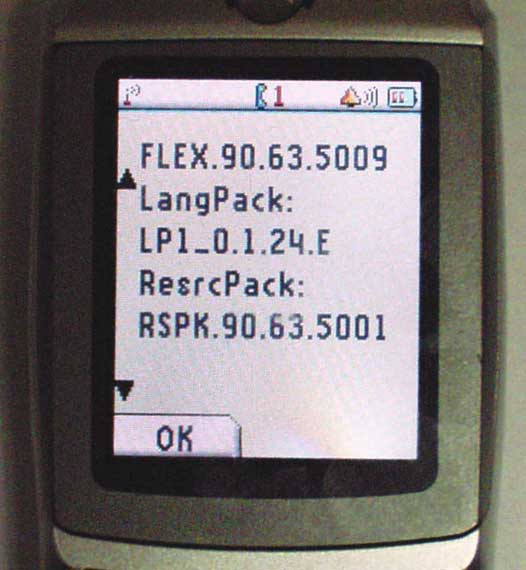 1
FLEX.90.63.5009
LangPack:
LP1_0.1.24.E
ResrcPack:
RSPK.90.63.5001
OK